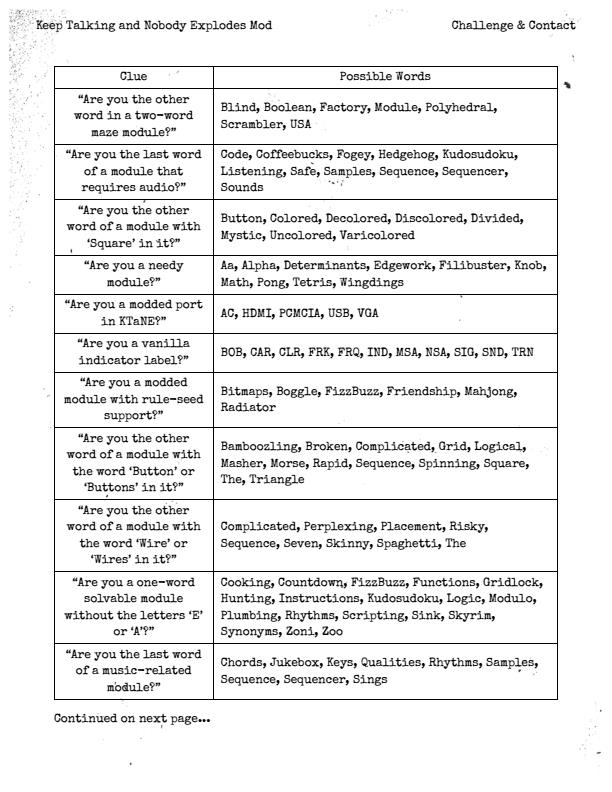 Keep Talking and Nobody Explodes Mod
Challenge & Contact
Clue
Possible Words
“Are you the other
word in a two-word
maze module?”
Blind, Boolean, Factory, Module, Polyhedral,
Scrambler, USA
“Are you the last word
of a module that
requires audio?”
Code, Coffeebucks, Fogey, Hedgehog, Kudosudoku,
Listening, Safe, Samples, Sequence, Sequencer,
Sounds
“Are you the other
word of a module with
‘Square’ in it?”
Button, Colored, Decolored, Discolored, Divided,
Mystic, Uncolored, Varicolored
“Are you a needy
module?”
Aa, Alpha, Determinants, Edgework, Filibuster, Knob,
Math, Pong, Tetris, Wingdings
“Are you a modded port
in KTaNE?”
AC, HDMI, PCMCIA, USB, VGA
“Are you a vanilla
indicator label?”
BOB, CAR, CLR, FRK, FRQ, IND, MSA, NSA, SIG, SND, TRN
“Are you a modded
module with rule-seed
support?”
Bitmaps, Boggle, FizzBuzz, Friendship, Mahjong,
Radiator
“Are you the other
word of a module with
the word ‘Button’ or
‘Buttons’ in it?”
Bamboozling, Broken, Complicated, Grid, Logical,
Masher, Morse, Rapid, Sequence, Spinning, Square,
The, Triangle
“Are you the other
word of a module with
the word ‘Wire’ or
‘Wires’ in it?”
Complicated, Perplexing, Placement, Risky,
Sequence, Seven, Skinny, Spaghetti, The
“Are you a one-word
solvable module
without the letters ‘E’
or ‘A’?”
Cooking, Countdown, FizzBuzz, Functions, Gridlock,
Hunting, Instructions, Kudosudoku, Logic, Modulo,
Plumbing, Rhythms, Scripting, Sink, Skyrim,
Synonyms, Zoni, Zoo
“Are you the last word
of a music-related
module?”
Chords, Jukebox, Keys, Qualities, Rhythms, Samples,
Sequence, Sequencer, Sings
Continued on next page...